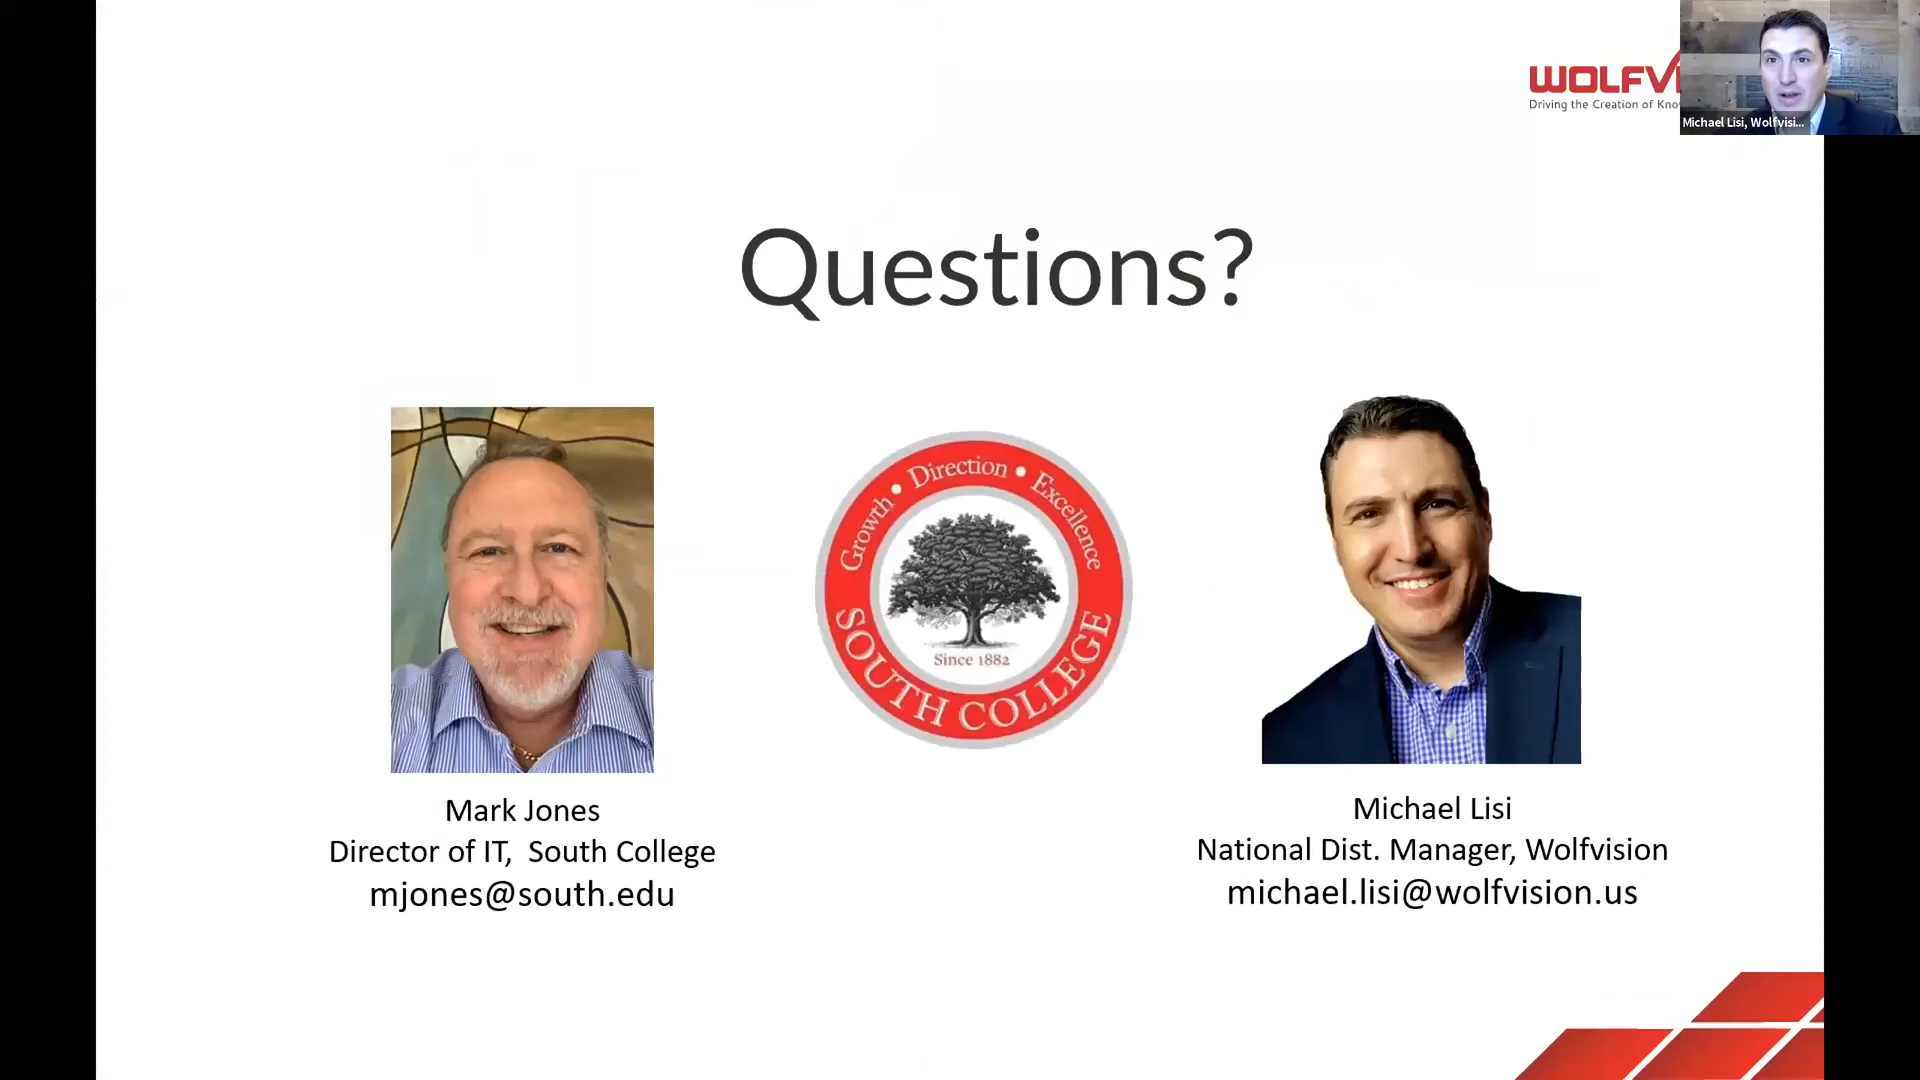 WOLFVI
Driving the Creation of Kno
Michael Lisi, Wolfvisi...
Questions?
Growth • Direction • Excellence
Since 1882
SOUTH COLLEGE
Mark Jones
Director of IT, South College
mjones@south.edu
Michael Lisi
National Dist. Manager, Wolfvision
michael.lisi@wolfvision.us